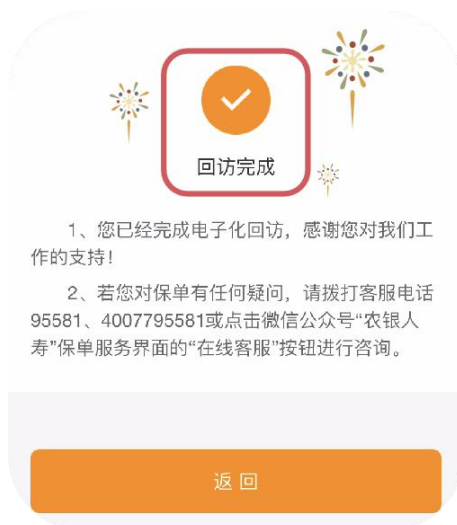 回访完成
1、您已经完成电子化回访，感谢您对我们工
作的支持！
2、若您对保单有任何疑问，请拨打客服电话
95581、4007795581或点击微信公众号“农银人
寿”保单服务界面的“在线客服”按钮进行咨询。
返回